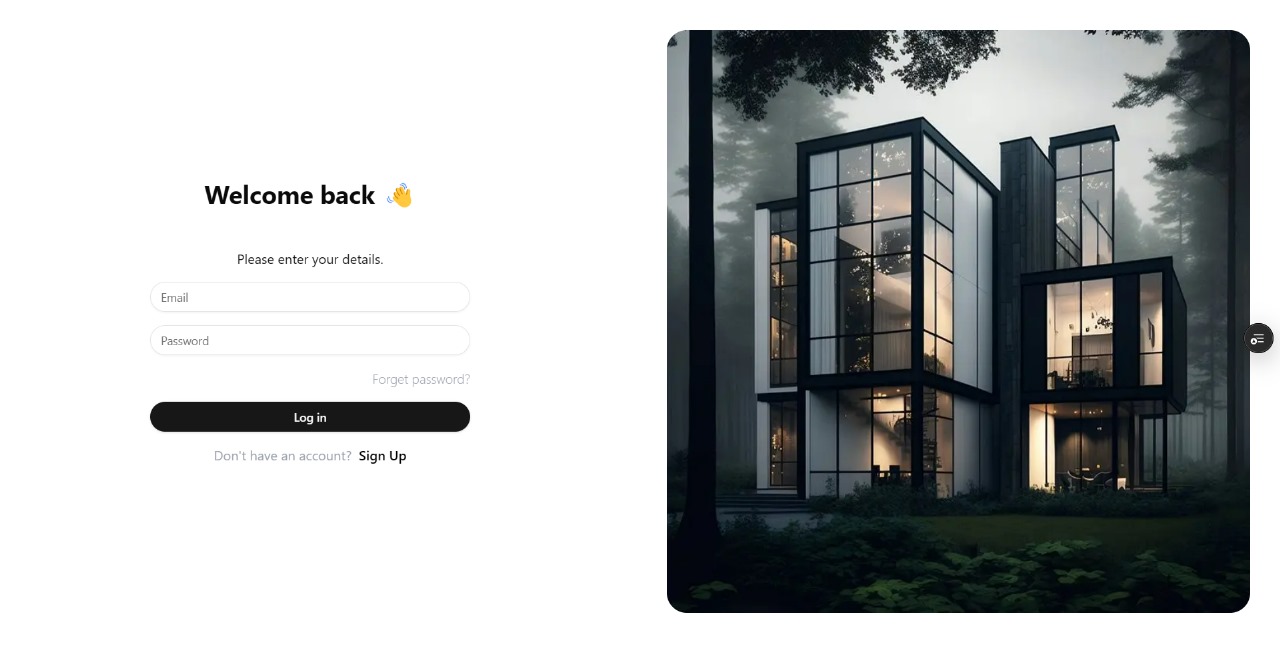 Welcome back 👋
Please enter your details.
Email
Password
Forget password?
Log in
Don't have an account? Sign Up